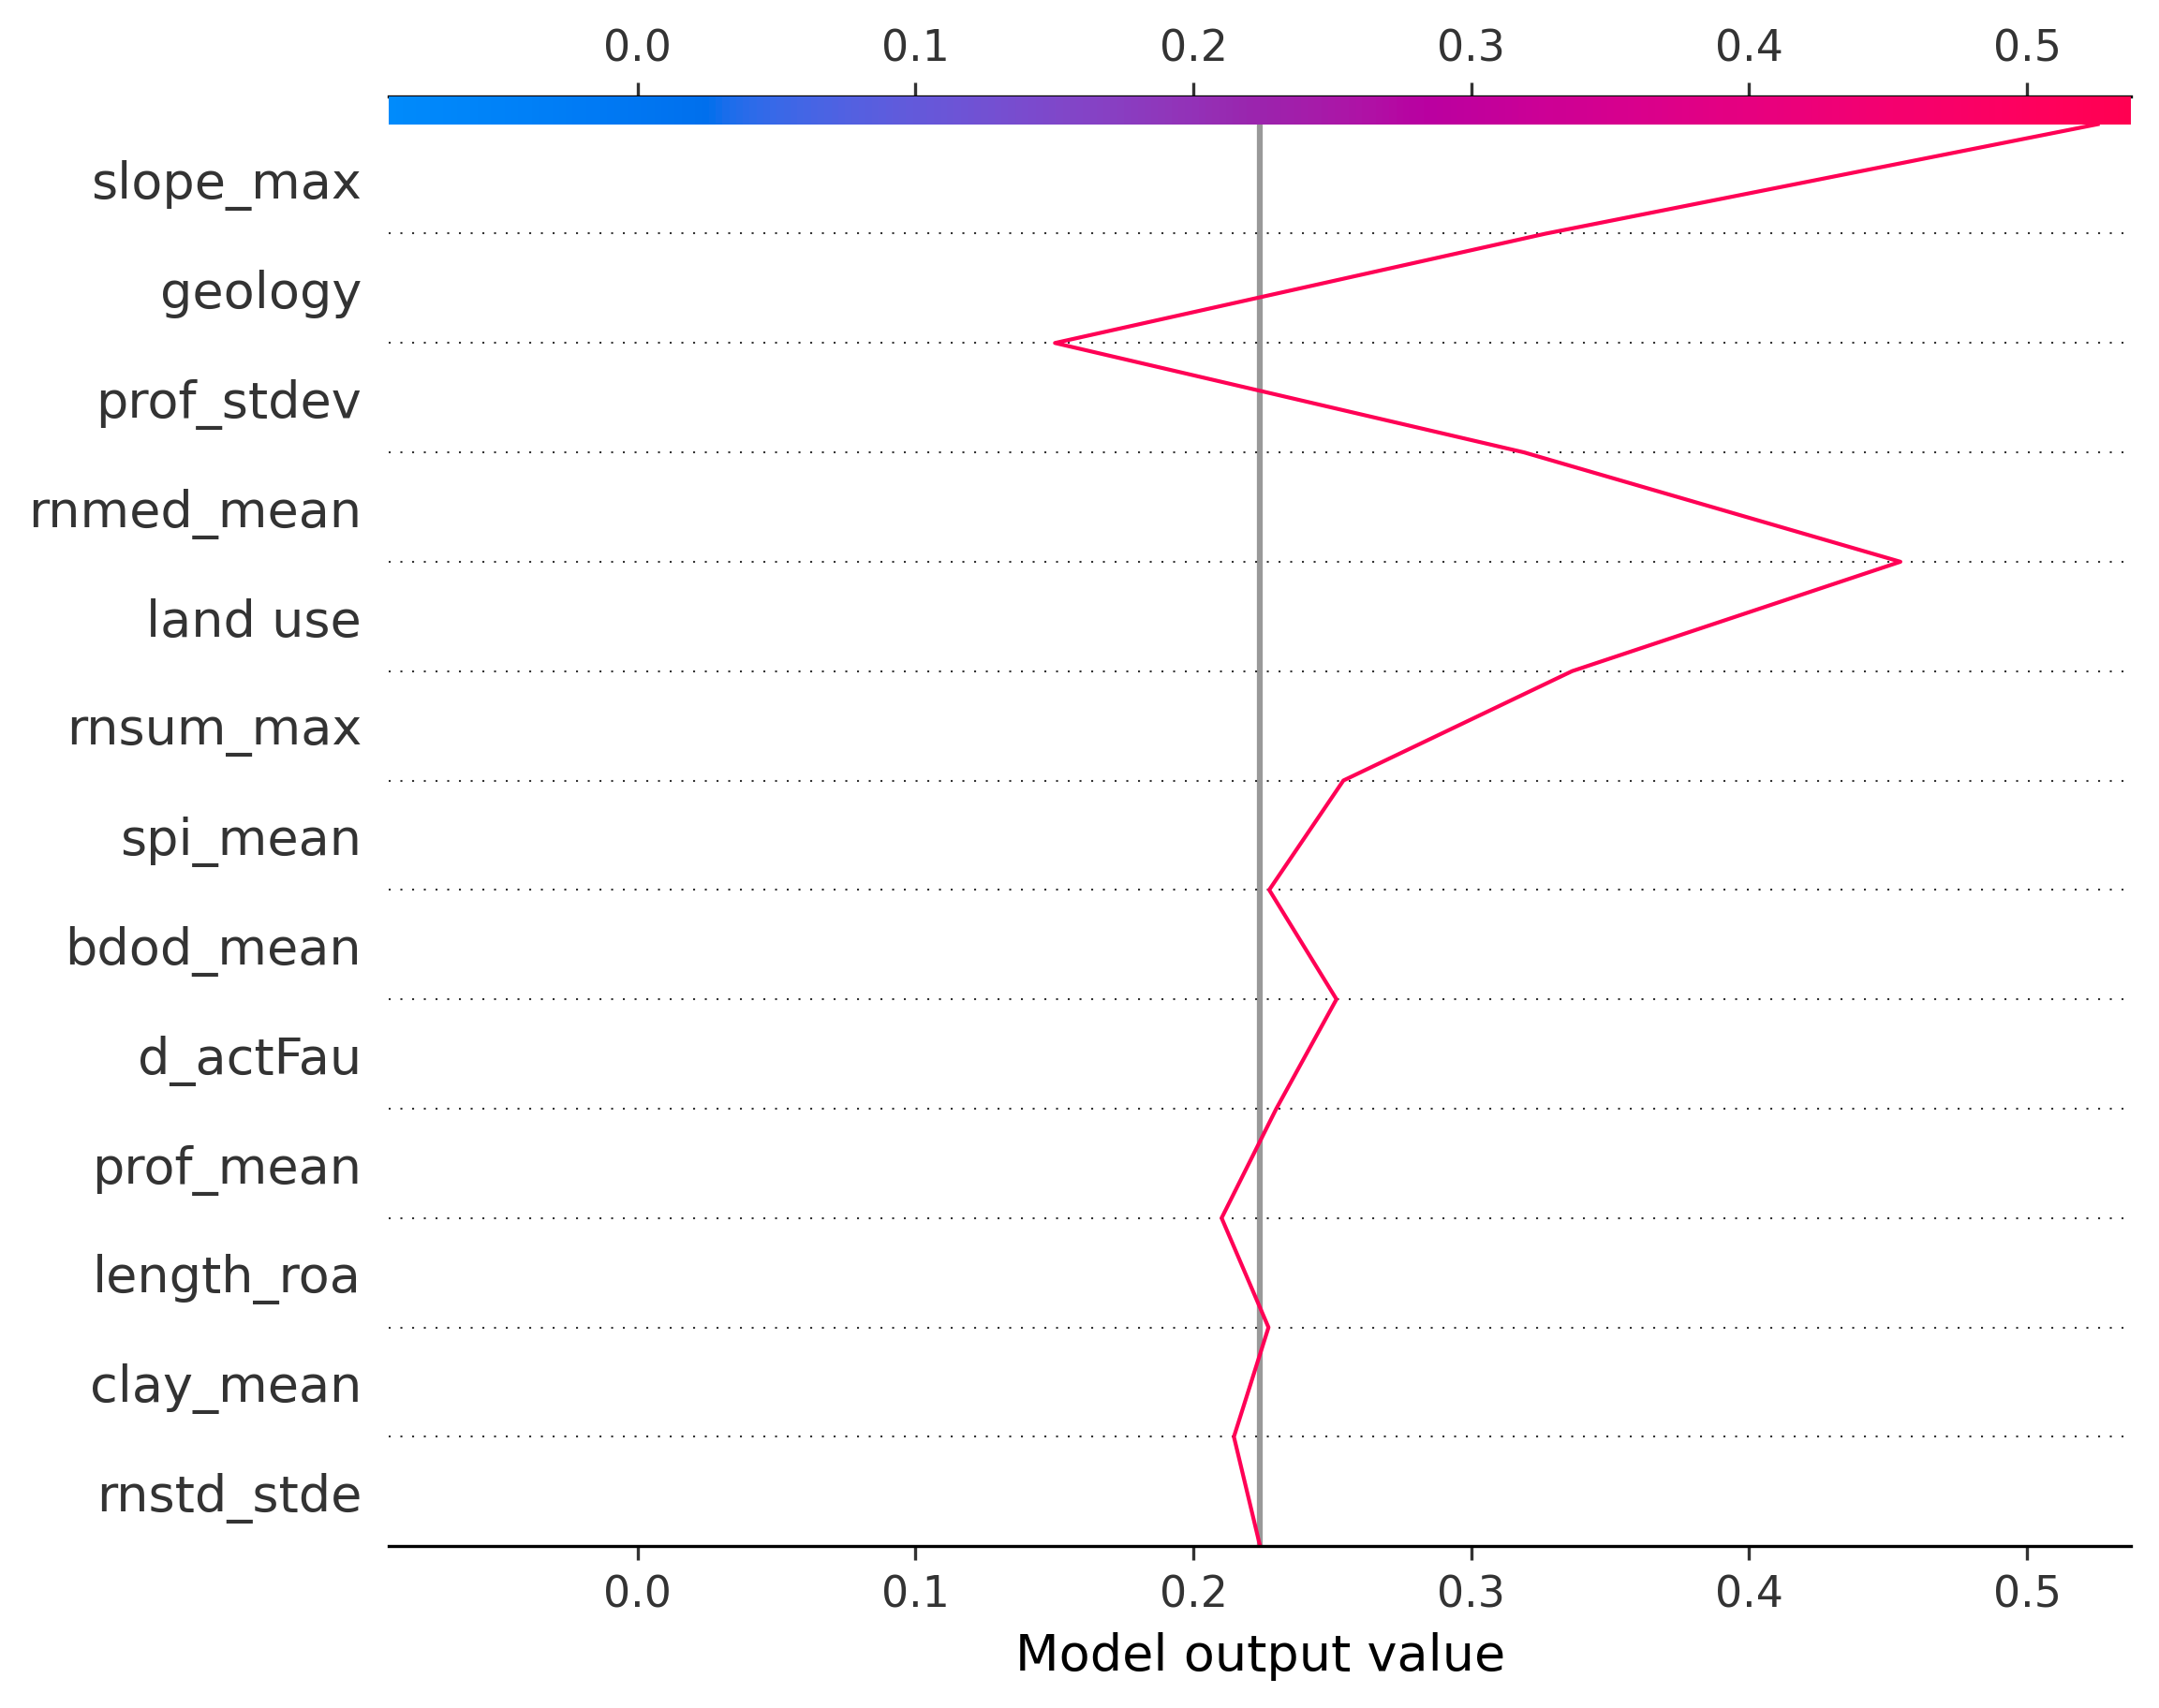 0.0 0.1 0.2 0.3 0.4 0.5
slope_max
geology
prof_stdev
rnmed_mean
land use
rnsum_max
spi_mean
bdod_mean
d_actFau
prof_mean
length_roa
clay_mean
rnstd_stde
0.0 0.1 0.2 0.3 0.4 0.5
Model output value